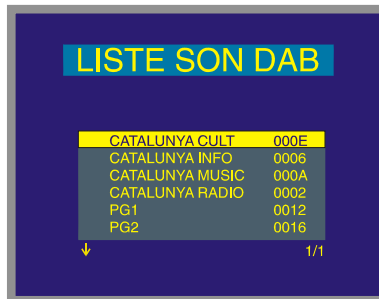 LISTE SON DAB
CATALUNYA CULT 000E
CATALUNYA INFO 0006
CATALUNYA MUSIC 000A
CATALUNYA RADIO 0002
PG1 0012
PG2 0016
1/1